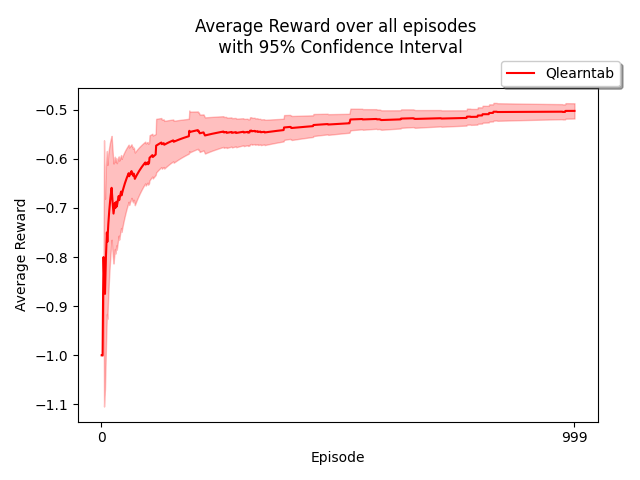 Average Reward over all episodes
with 95% Confidence Interval
Qlearntab
−0.5
−0.6
−0.7
−0.8
−0.9
−1.0
−1.1
Average Reward
0
999
Episode